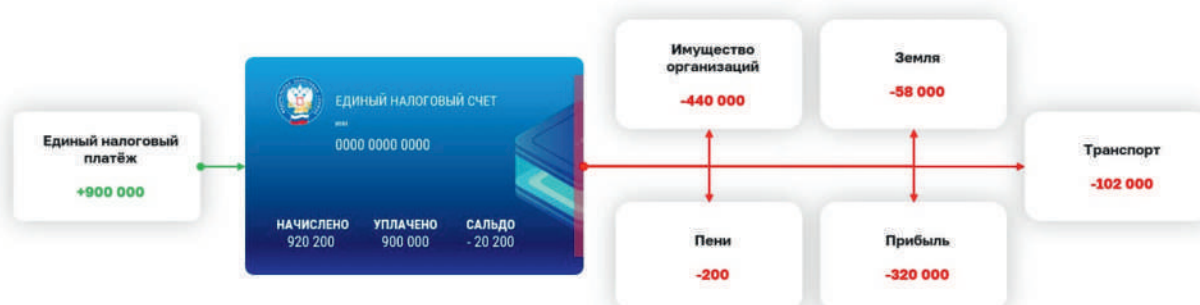 Единый налоговый
платёж
+900 000
ЕДИНЫЙ НАЛОГОВЫЙ СЧЕТ
ИНН
0000 0000 0000
НАЧИСЛЕНО УПЛАЧЕНО САЛЬДО
920 200 900 000 - 20 200
Имущество
организаций
-440 000
Земля
-58 000
Транспорт
-102 000
Пени
-200
Прибыль
-320 000